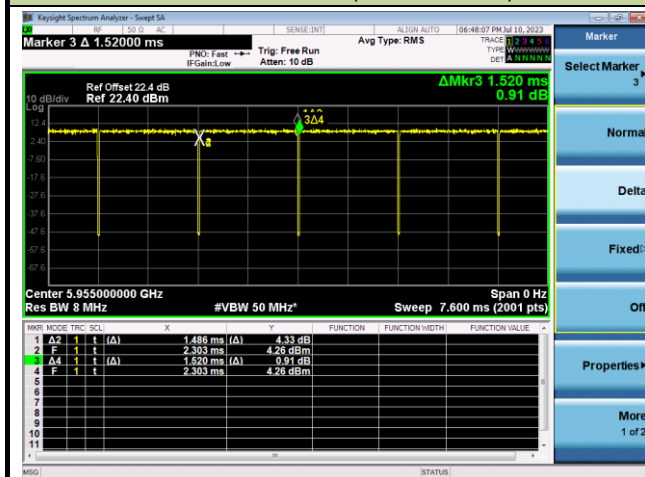 Keysight Spectrum Analyzer - Swept SA
RF 50 Ω AC SENSE:INT ALIGN AUTO 06:48:07 PM Jul 10, 2023
Marker 3 Δ 1.52000 ms
PNO: Fast Trig: Free Run Avg Type: RMS TRACE 1 2 3 4 5 6
IFGain:Low Atten: 10 dB TYPE WWWWWW
DET A N N N N N
Marker
Select Marker
3
Normal
Delta
Fixed
Off
Properties
More
1 of 2
Ref Offset 22.4 dB ΔMkr3 1.520 ms
10 dB/div Ref 22.40 dBm 0.91 dB
Log
12.4
2.40
-7.60
-17.6
-27.6
-37.6
-47.6
-57.6
-67.6
3Δ4
Center 5.955000000 GHz Span 0 Hz
Res BW 8 MHz #VBW 50 MHz* Sweep 7.600 ms (2001 pts)
MKR MODE TRC SCL X Y FUNCTION FUNCTION WIDTH FUNCTION VALUE
1 Δ2 1 t (Δ) 1.486 ms (Δ) 4.33 dB
2 F 1 t 2.303 ms 4.26 dBm
3 Δ4 1 t (Δ) 1.520 ms (Δ) 0.91 dB
4 F 1 t 2.303 ms 4.26 dBm
5
6
7
8
9
10
11
MSG STATUS